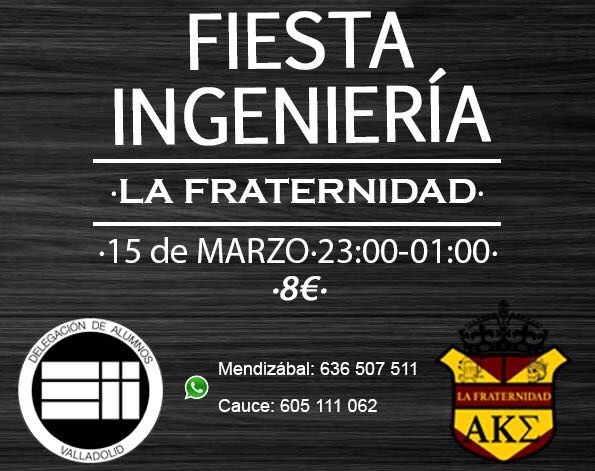 FIESTA
INGENIERÍA
·LA FRATERNIDAD·
·15 de MARZO·23:00-01:00·
·8€·
DELEGACIÓN DE ALUMNOS
EII
VALLADOLID
Mendizábal: 636 507 511
Cauce: 605 111 062
LA FRATERNIDAD
ΑΚΣ